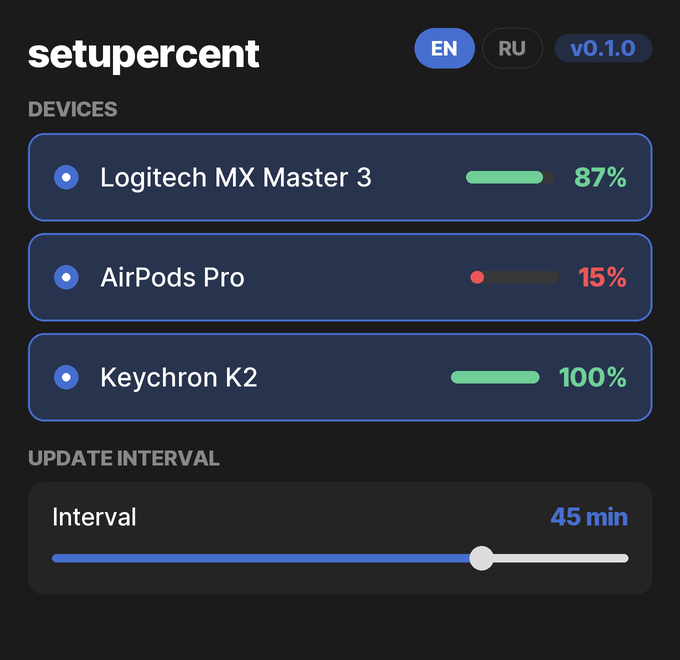 setupercent EN RU v0.1.0
DEVICES
Logitech MX Master 3 87%
AirPods Pro 15%
Keychron K2 100%
UPDATE INTERVAL
Interval 45 min